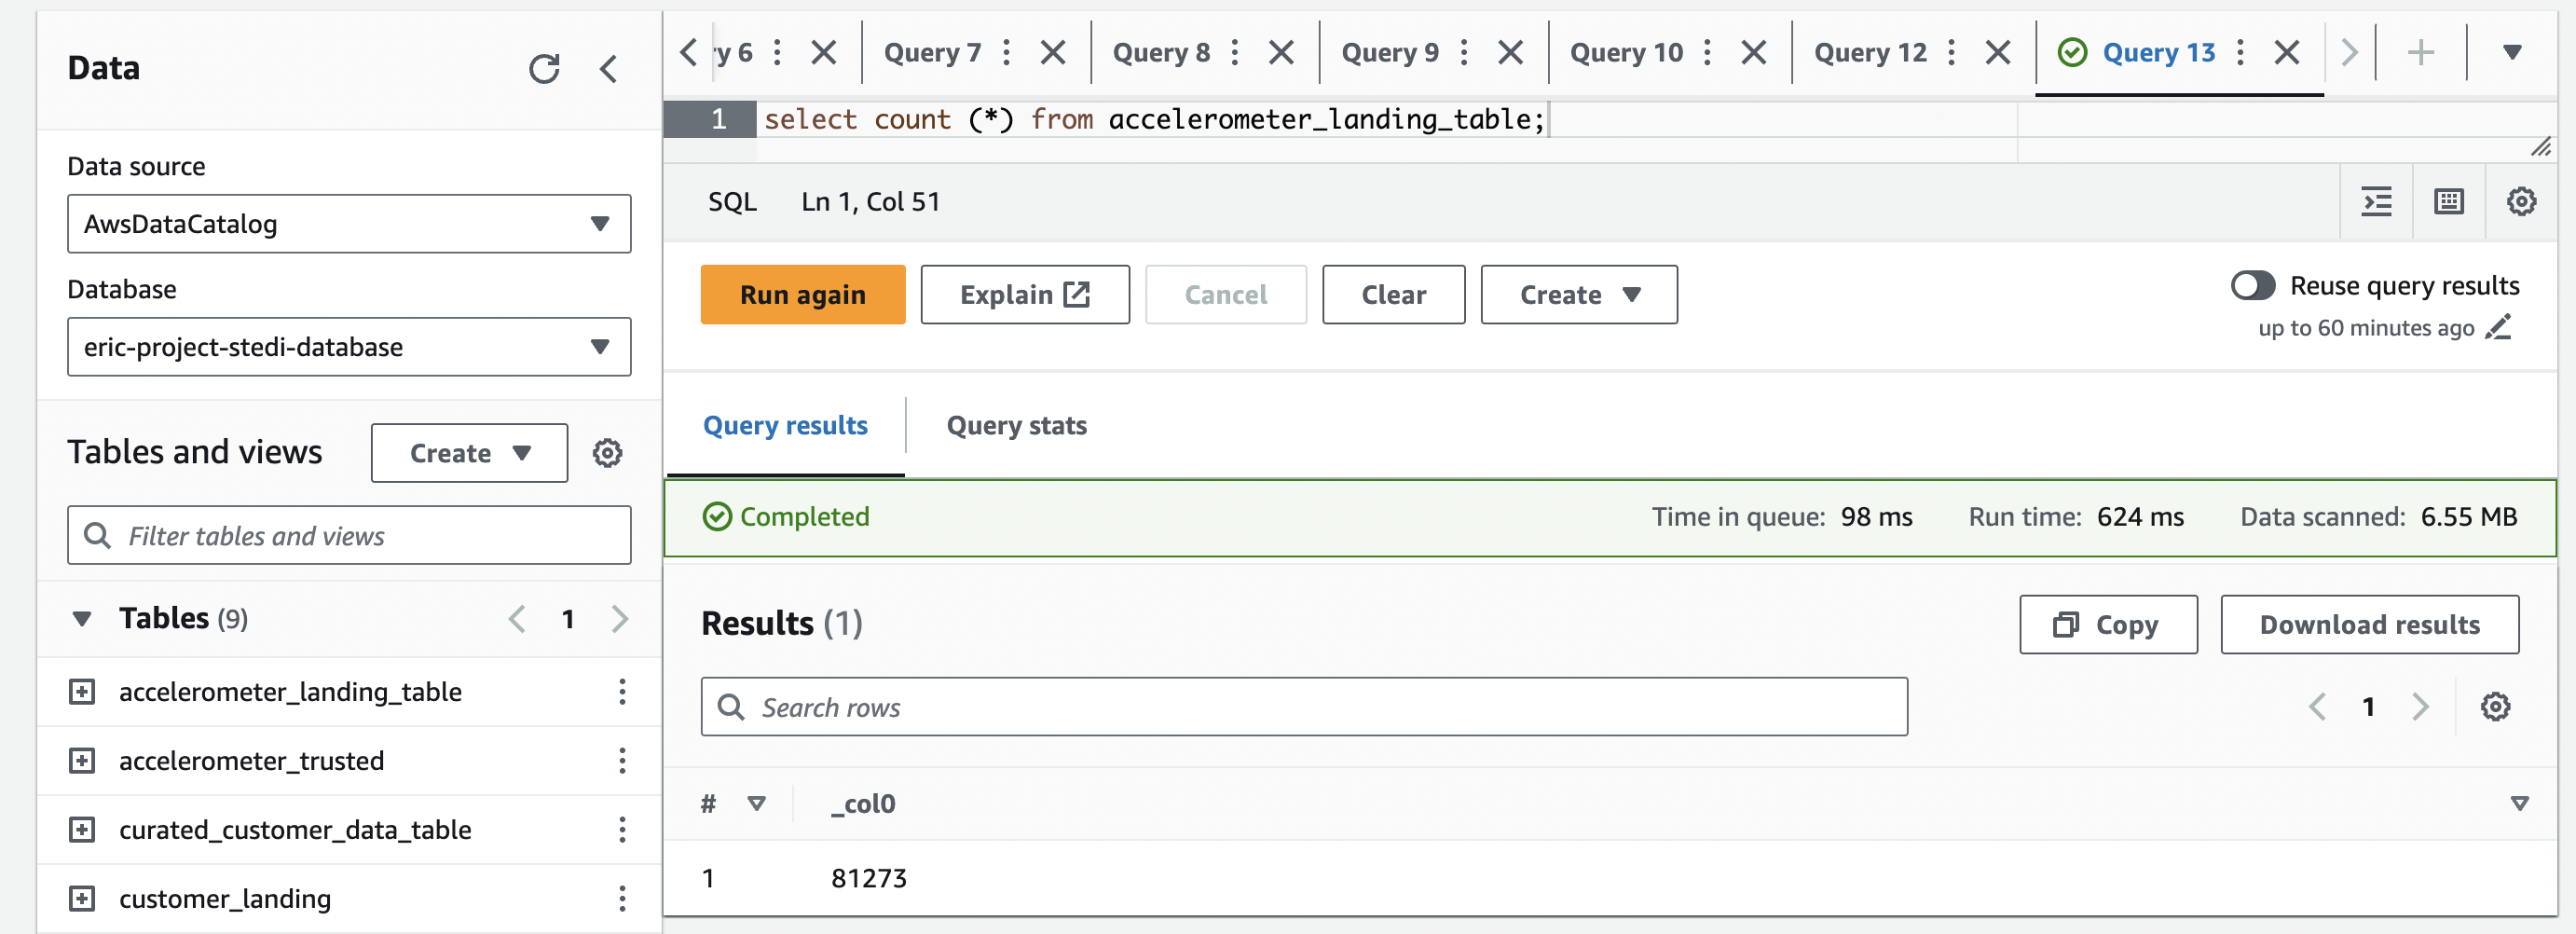 Data
Data source
AwsDataCatalog
Database
eric-project-stedi-database
Tables and views
Create
Filter tables and views
Tables (9)
1
accelerometer_landing_table
accelerometer_trusted
curated_customer_data_table
customer_landing
y 6
Query 7
Query 8
Query 9
Query 10
Query 12
Query 13
1 select count (*) from accelerometer_landing_table;
SQL Ln 1, Col 51
Run again
Explain
Cancel
Clear
Create
Reuse query results
up to 60 minutes ago
Query results
Query stats
Completed
Time in queue: 98 ms
Run time: 624 ms
Data scanned: 6.55 MB
Results (1)
Copy
Download results
Search rows
1
# _col0
1 81273